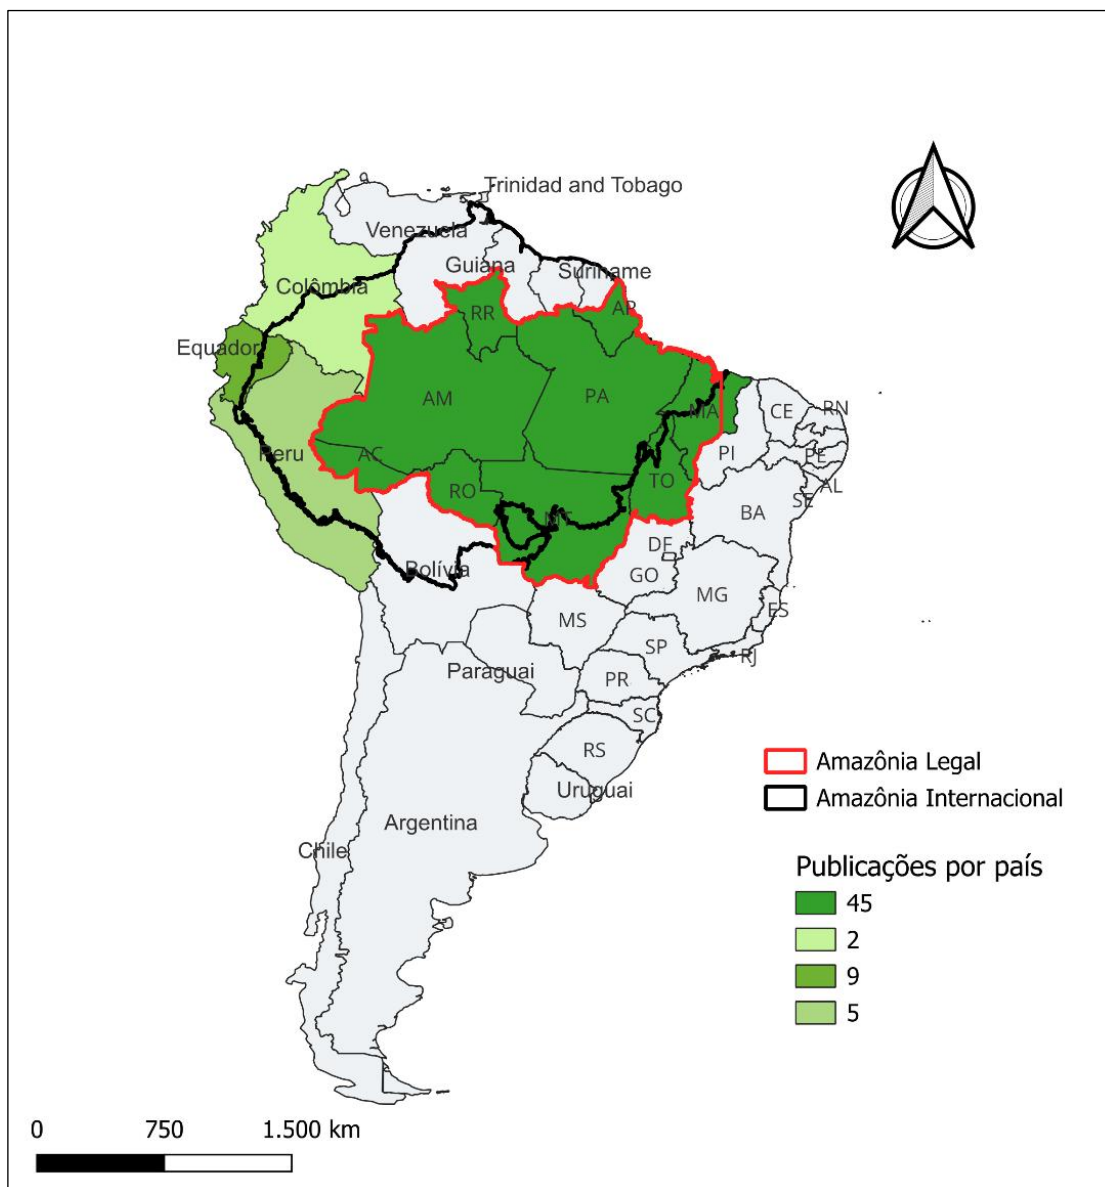 Trinidad and Tobago
Venezuela
Guiana
Suriname
Colômbia
RR
AP
Equador
AM
PA
MA
CE
RN
Peru
AC
PI
PE
RO
TO
AL
SE
MT
BA
DF
Bolívia
GO
MG
ES
MS
SP
RJ
Paraguai
PR
SC
RS
Uruguai
Argentina
Chile
Amazônia Legal
Amazônia Internacional
Publicações por país
45
2
9
5
0 750 1.500 km